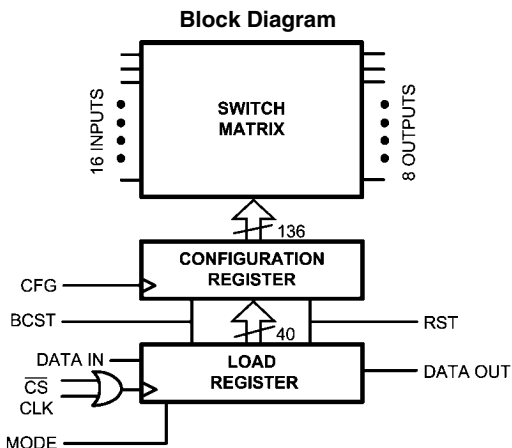 Block Diagram
16 INPUTS
SWITCH
MATRIX
8 OUTPUTS
136
CONFIGURATION
REGISTER
CFG
BCST
40
RST
DATA IN
LOAD
REGISTER
DATA OUT
CS
CLK
MODE